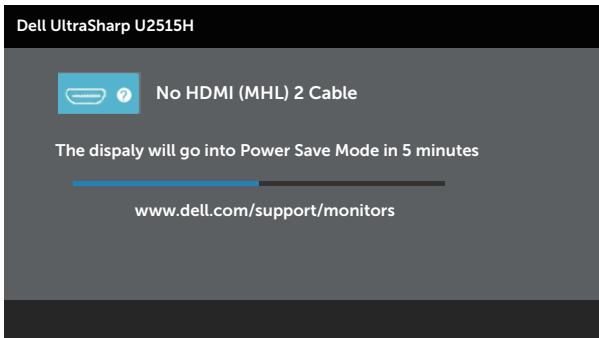 Dell UltraSharp U2515H
? No HDMI (MHL) 2 Cable
The dispaly will go into Power Save Mode in 5 minutes
www.dell.com/support/monitors